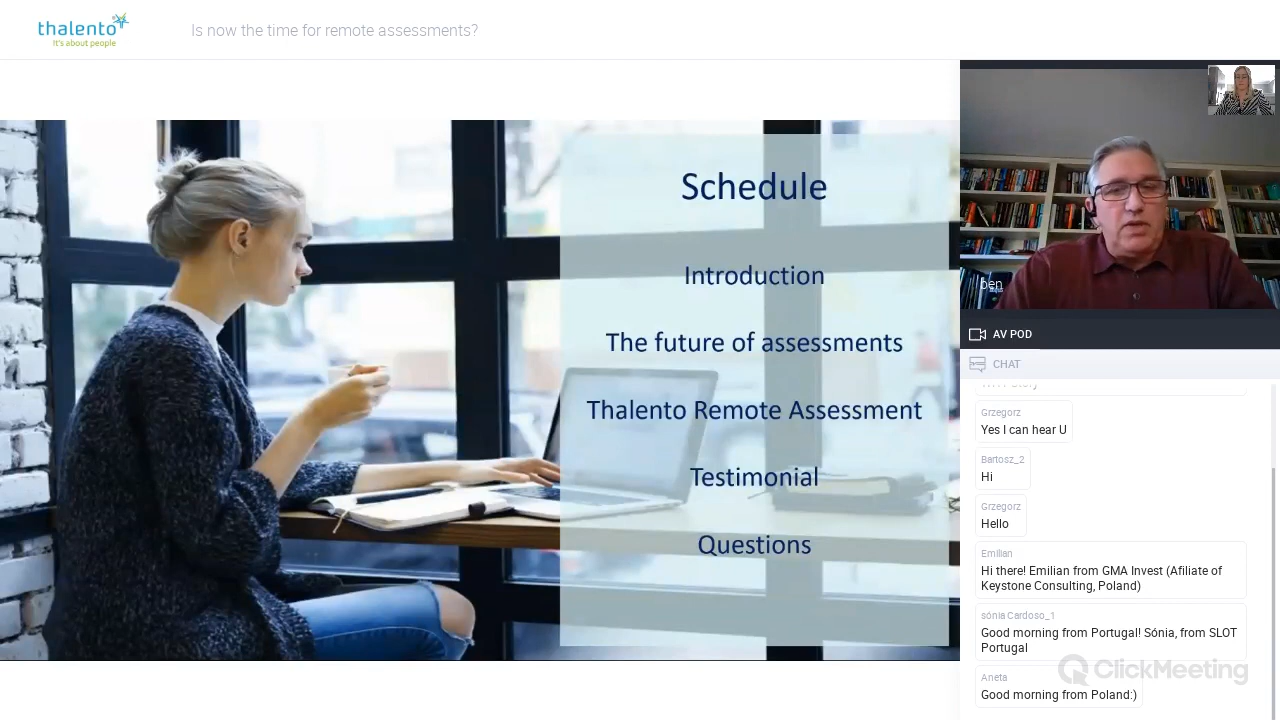 thalento
It's about people
Is now the time for remote assessments?
Schedule
Introduction
The future of assessments
Thalento Remote Assessment
Testimonial
Questions
ben
AV POD
CHAT
Grzegorz
Yes I can hear U
Bartosz_2
Hi
Grzegorz
Hello
Emilian
Hi there! Emilian from GMA Invest (Afiliate of
Keystone Consulting, Poland)
sónia Cardoso_1
Good morning from Portugal! Sónia, from SLOT
Portugal
ClickMeeting
Aneta
Good morning from Poland:)